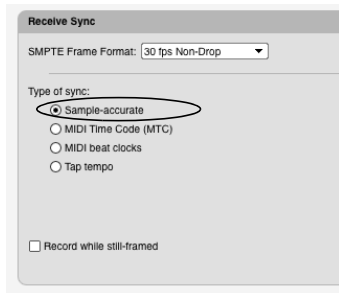 Receive Sync
SMPTE Frame Format: 30 fps Non-Drop
Type of sync:
Sample-accurate
MIDI Time Code (MTC)
MIDI beat clocks
Tap tempo
Record while still-framed